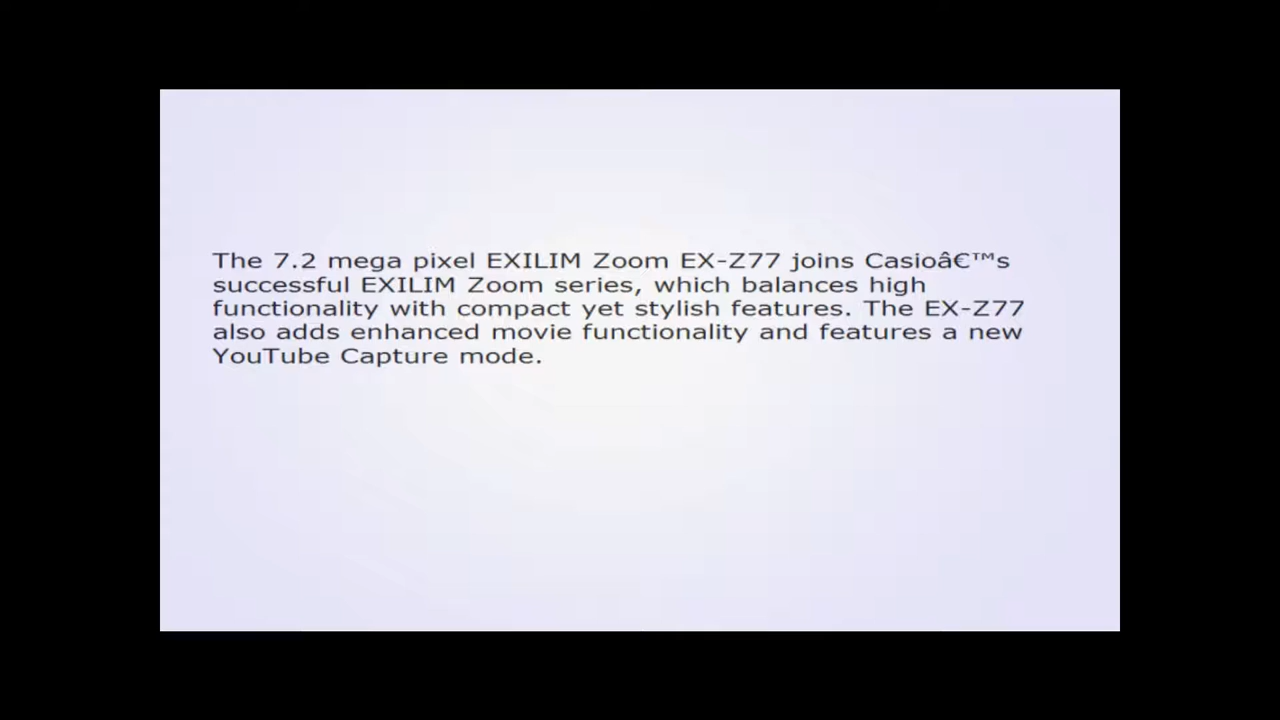 The 7.2 mega pixel EXILIM Zoom EX-Z77 joins Casioâ€™s
successful EXILIM Zoom series, which balances high
functionality with compact yet stylish features. The EX-Z77
also adds enhanced movie functionality and features a new
YouTube Capture mode.